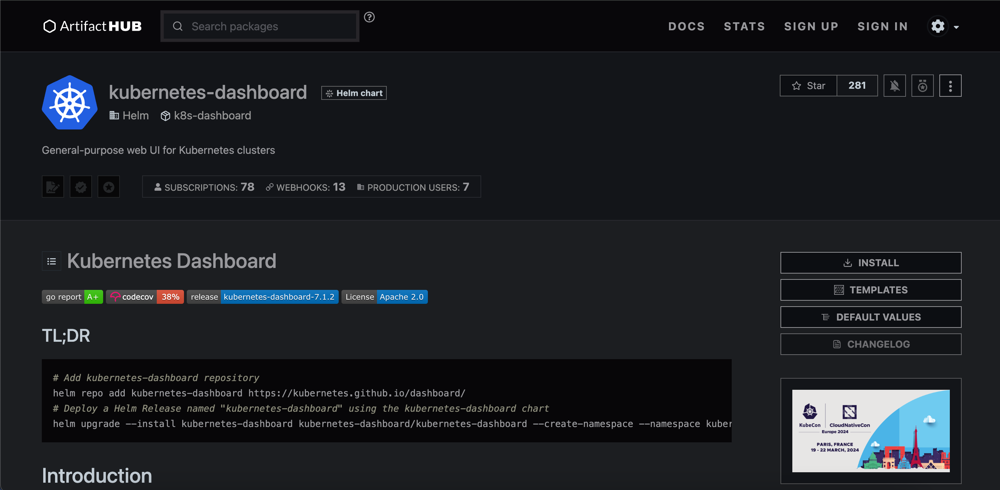 ArtifactHUB
Search packages
DOCS STATS SIGN UP SIGN IN
kubernetes-dashboard
HELM Helm chart
Star 281
Helm k8s-dashboard
General-purpose web UI for Kubernetes clusters
SUBSCRIPTIONS: 78 WEBHOOKS: 13 PRODUCTION USERS: 7
Kubernetes Dashboard
go report A+ codecov 38% release kubernetes-dashboard-7.1.2 License Apache 2.0
TL;DR
# Add kubernetes-dashboard repository
helm repo add kubernetes-dashboard https://kubernetes.github.io/dashboard/
# Deploy a Helm Release named "kubernetes-dashboard" using the kubernetes-dashboard chart
helm upgrade --install kubernetes-dashboard kubernetes-dashboard/kubernetes-dashboard --create-namespace --namespace kuber
Introduction
INSTALL
TEMPLATES
DEFAULT VALUES
CHANGELOG
KubeCon CloudNativeCon
Europe 2024
PARIS, FRANCE
19 - 22 MARCH, 2024